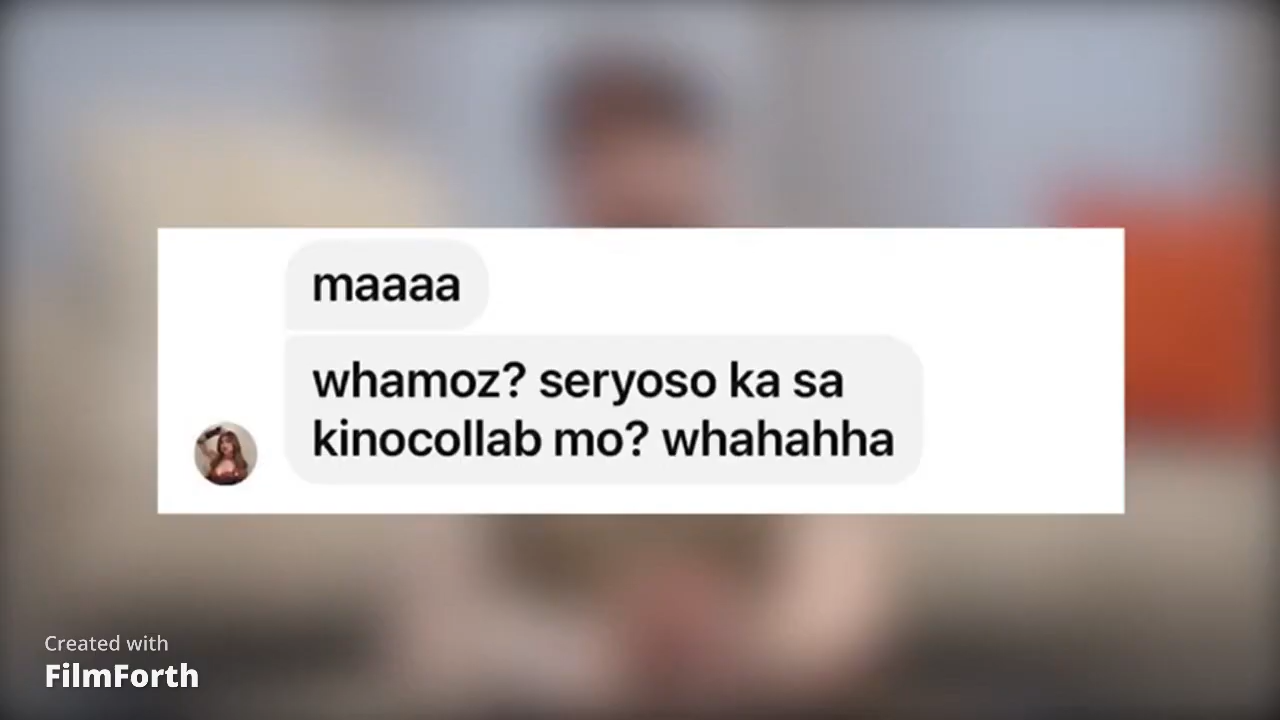 maaaa
whamoz? seryoso ka sa
kinocollab mo? whahahha
Created with
FilmForth